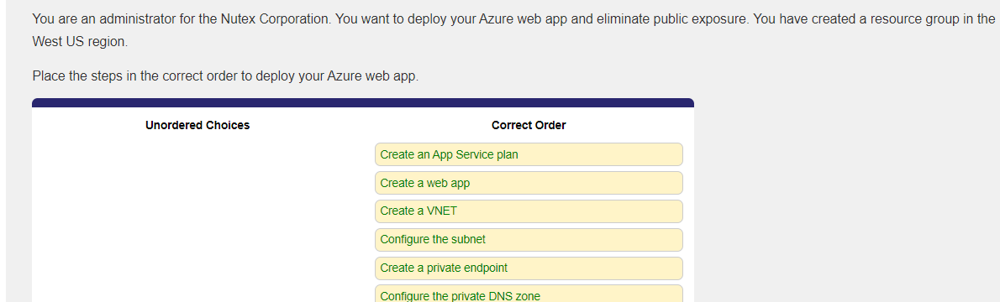 You are an administrator for the Nutex Corporation. You want to deploy your Azure web app and eliminate public exposure. You have created a resource group in the
West US region.
Place the steps in the correct order to deploy your Azure web app.
Unordered Choices
Correct Order
Create an App Service plan
Create a web app
Create a VNET
Configure the subnet
Create a private endpoint
Configure the private DNS zone